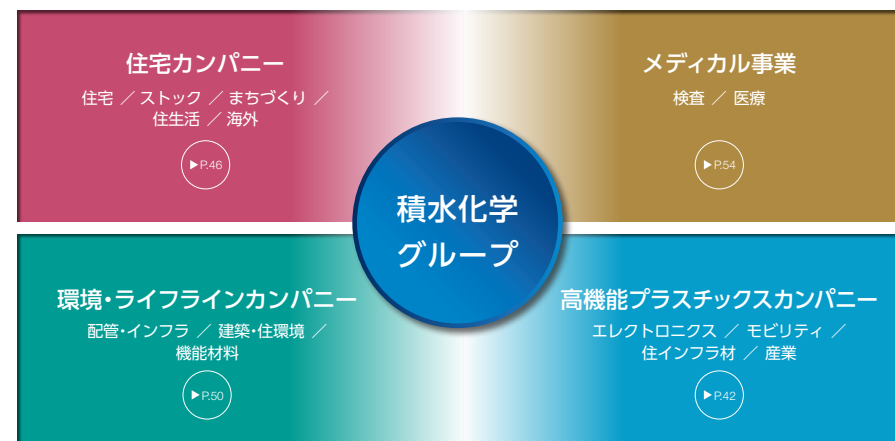 住宅カンパニー
住宅 ／ ストック ／ まちづくり ／
住生活 ／ 海外
▶P.46
メディカル事業
検査 ／ 医療
▶P.54
積水化学
グループ
環境・ライフラインカンパニー
配管・インフラ ／ 建築・住環境 ／
機能材料
▶P.50
高機能プラスチックスカンパニー
エレクトロニクス ／ モビリティ ／
住インフラ材 ／ 産業
▶P.42